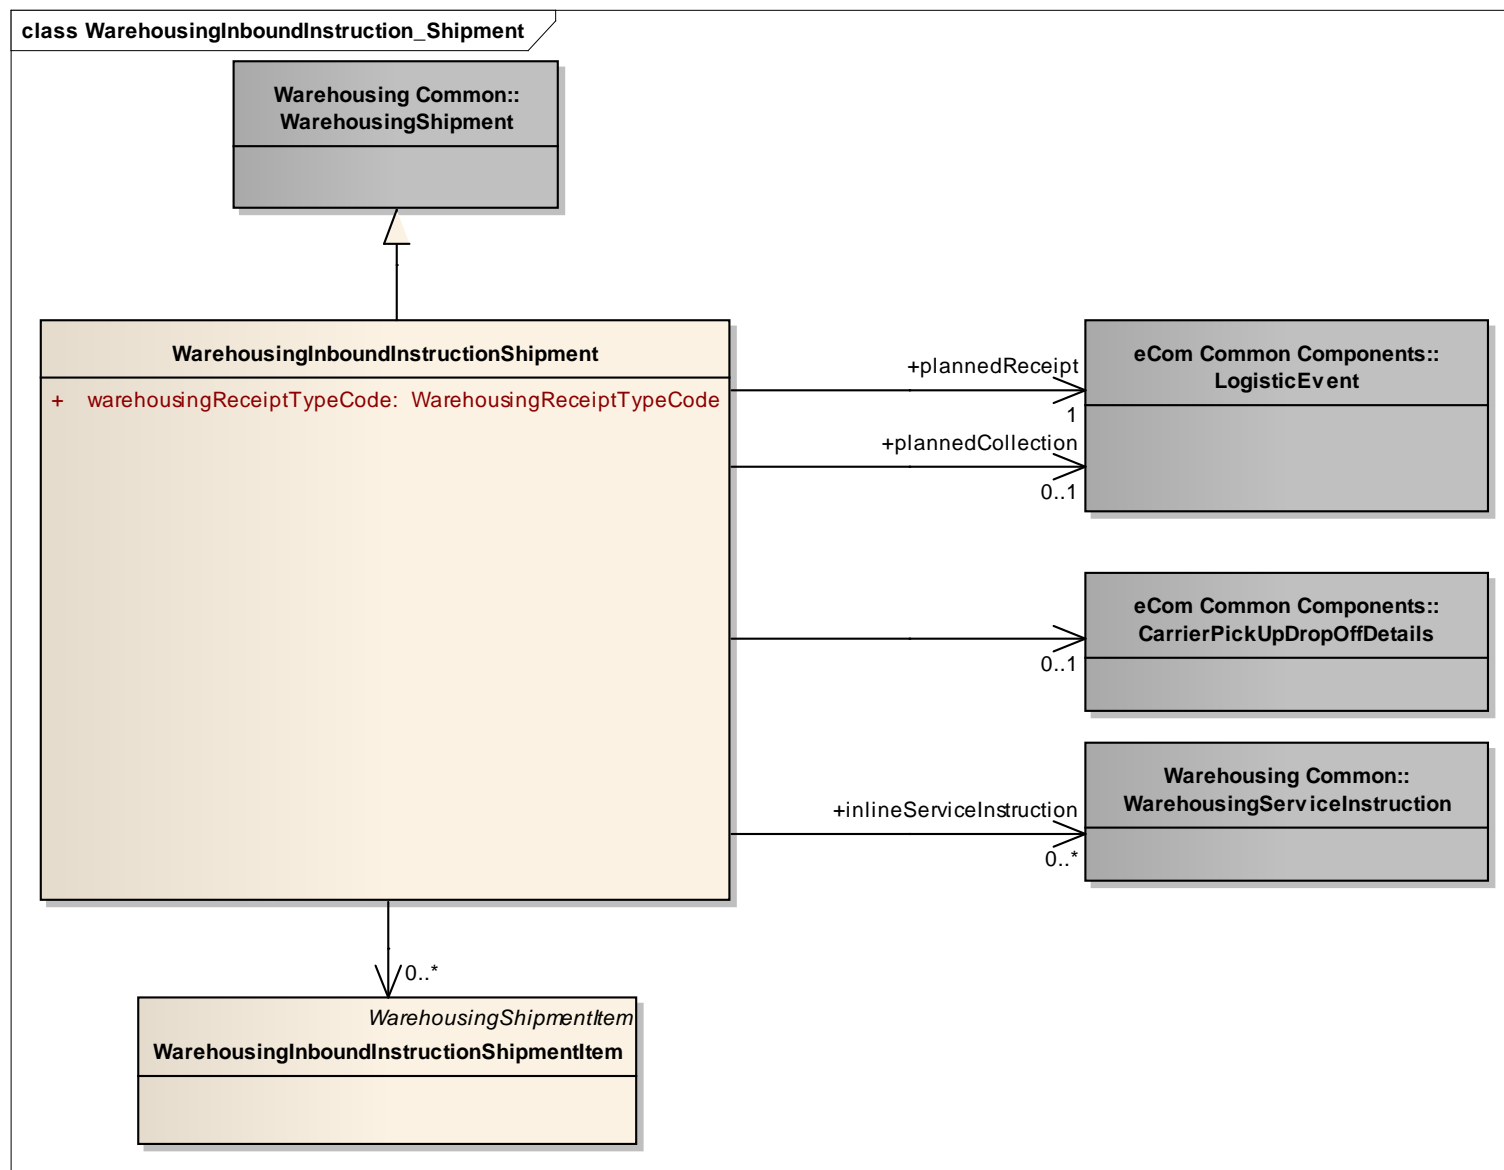 class WarehousingInboundInstruction_Shipment
Warehousing Common::
WarehousingShipment
WarehousingInboundInstructionShipment
+ warehousingReceiptTypeCode: WarehousingReceiptTypeCode
+plannedReceipt
1
+plannedCollection
0..1
eCom Common Components::
LogisticEvent
0..1
eCom Common Components::
CarrierPickUpDropOffDetails
+inlineServiceInstruction
0..*
Warehousing Common::
WarehousingServiceInstruction
0..*
WarehousingShipmentItem
WarehousingInboundInstructionShipmentItem